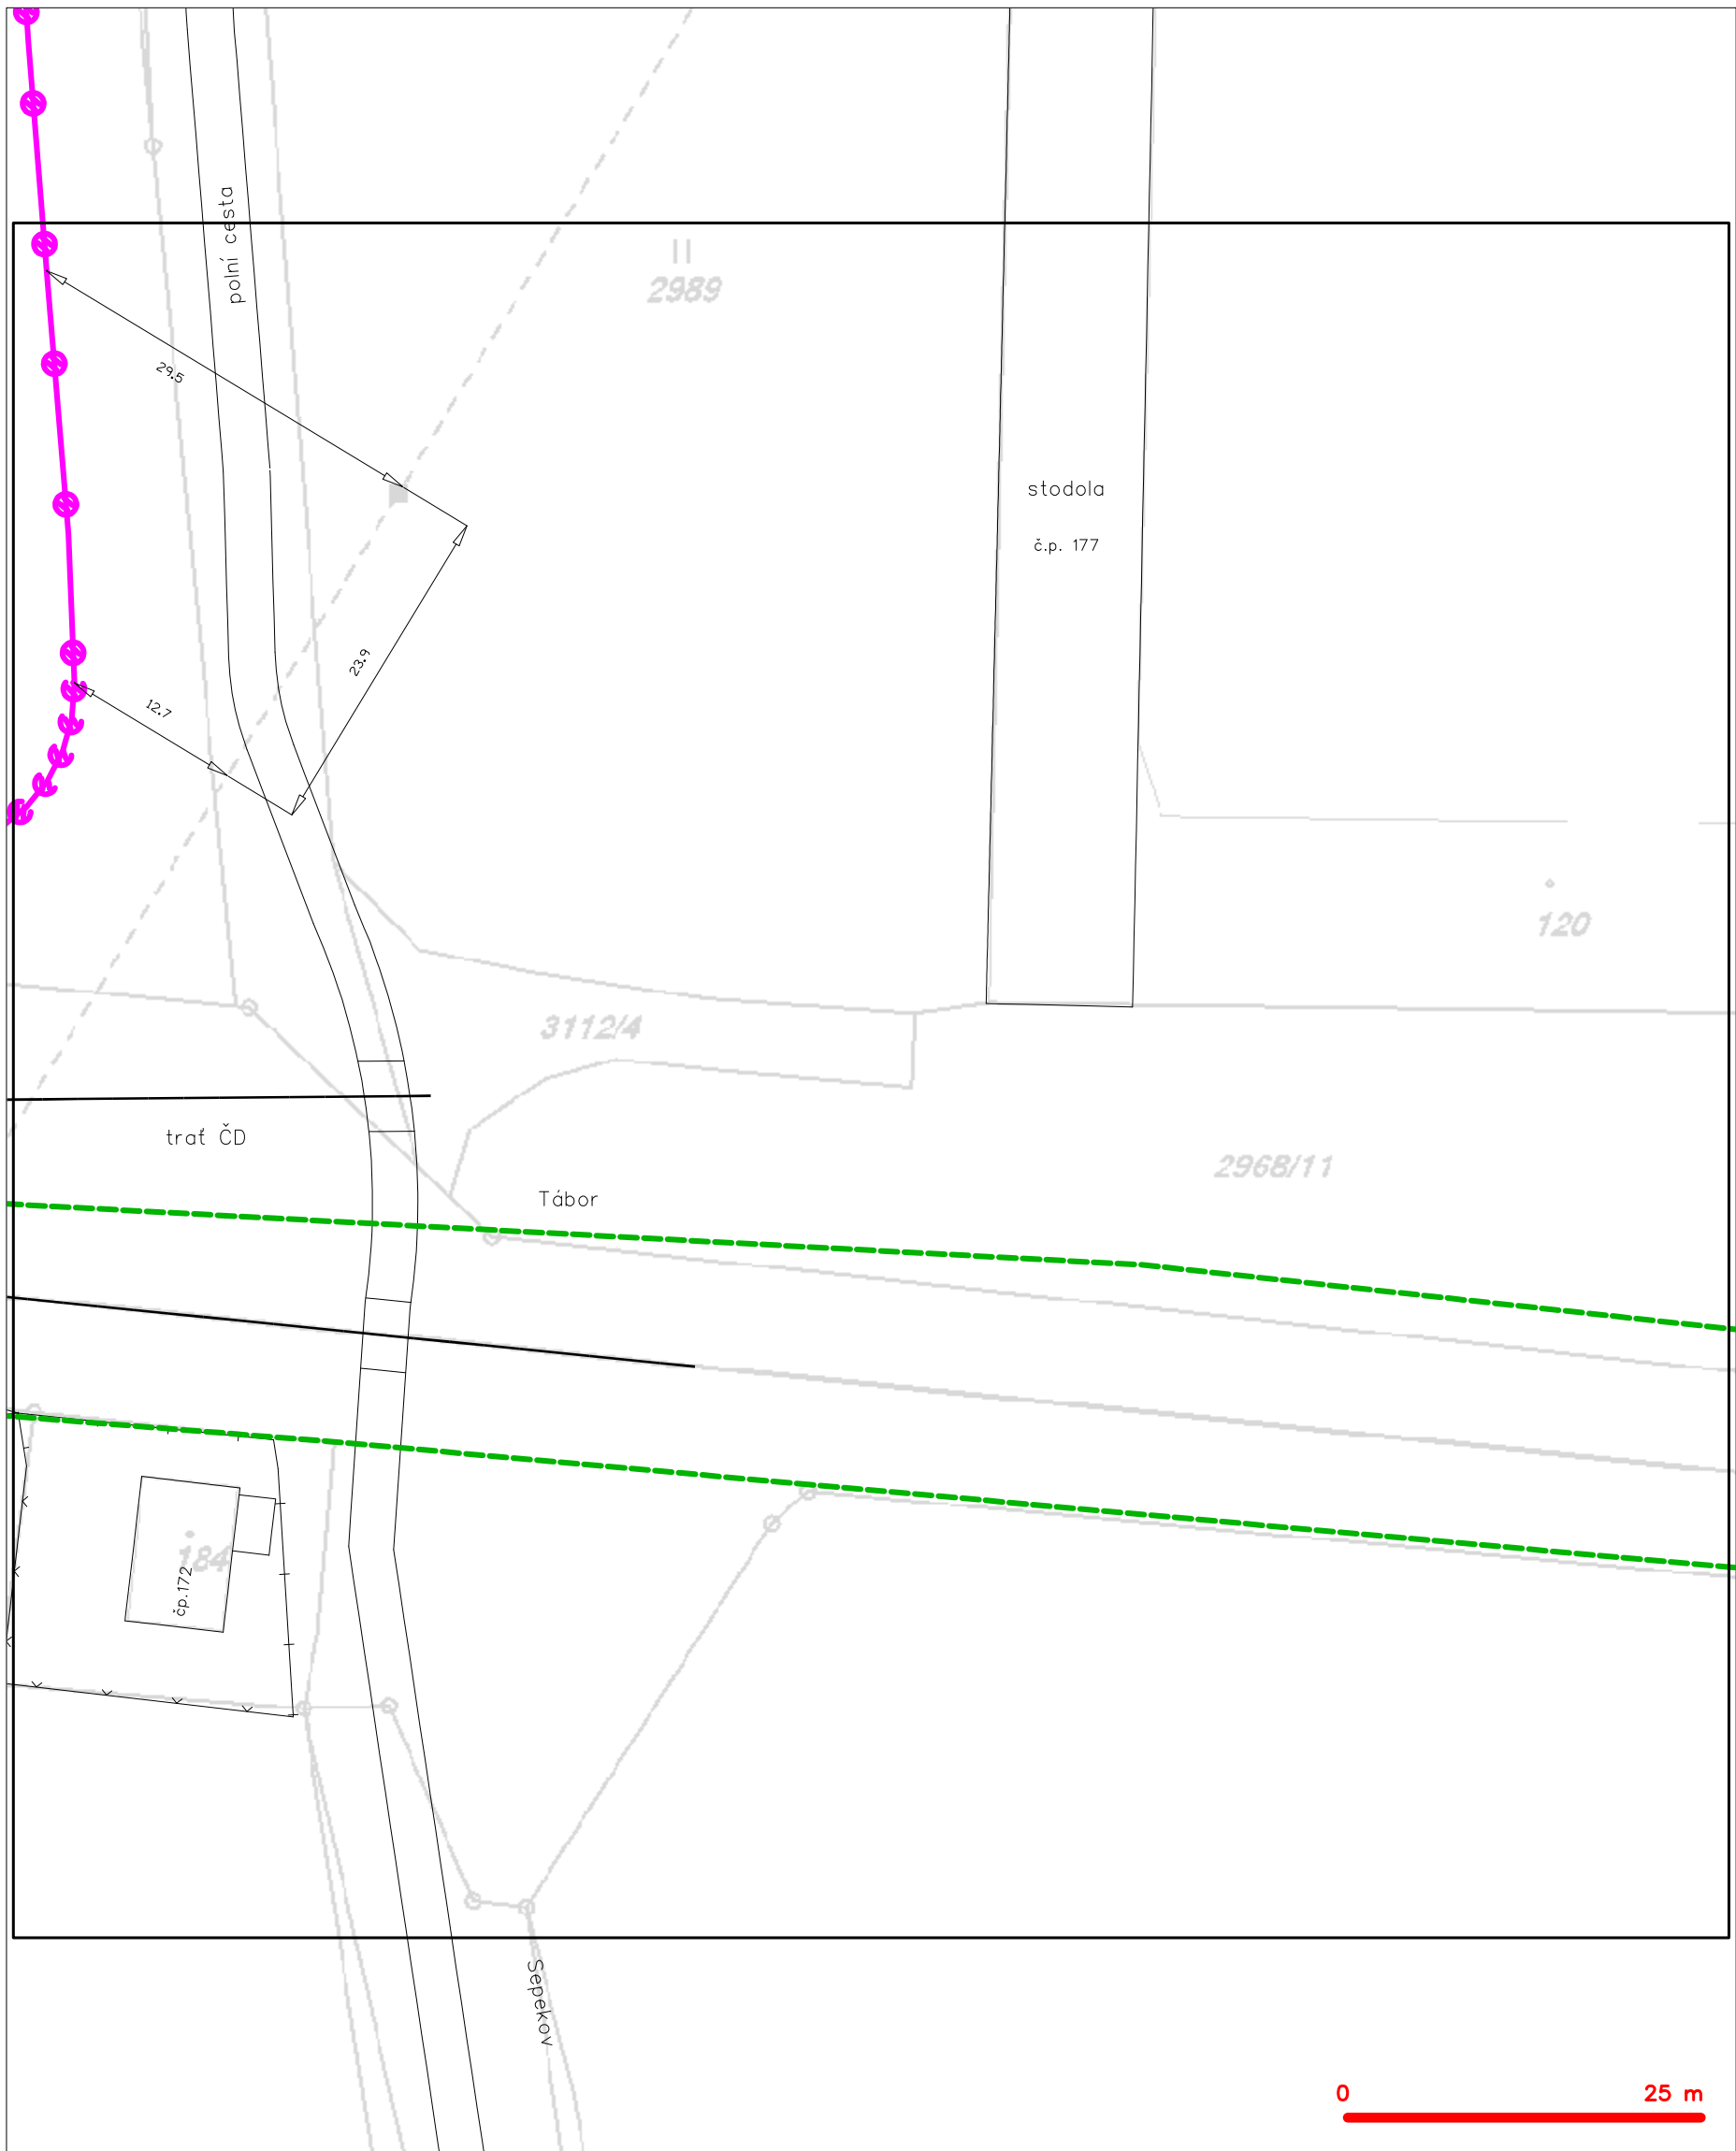 polní cesta
2989
29.5
stodola
č.p. 177
23.9
12.7
120
3112/4
trať ČD
2968/11
Tábor
184
čp.172
Sepekov
0
25 m